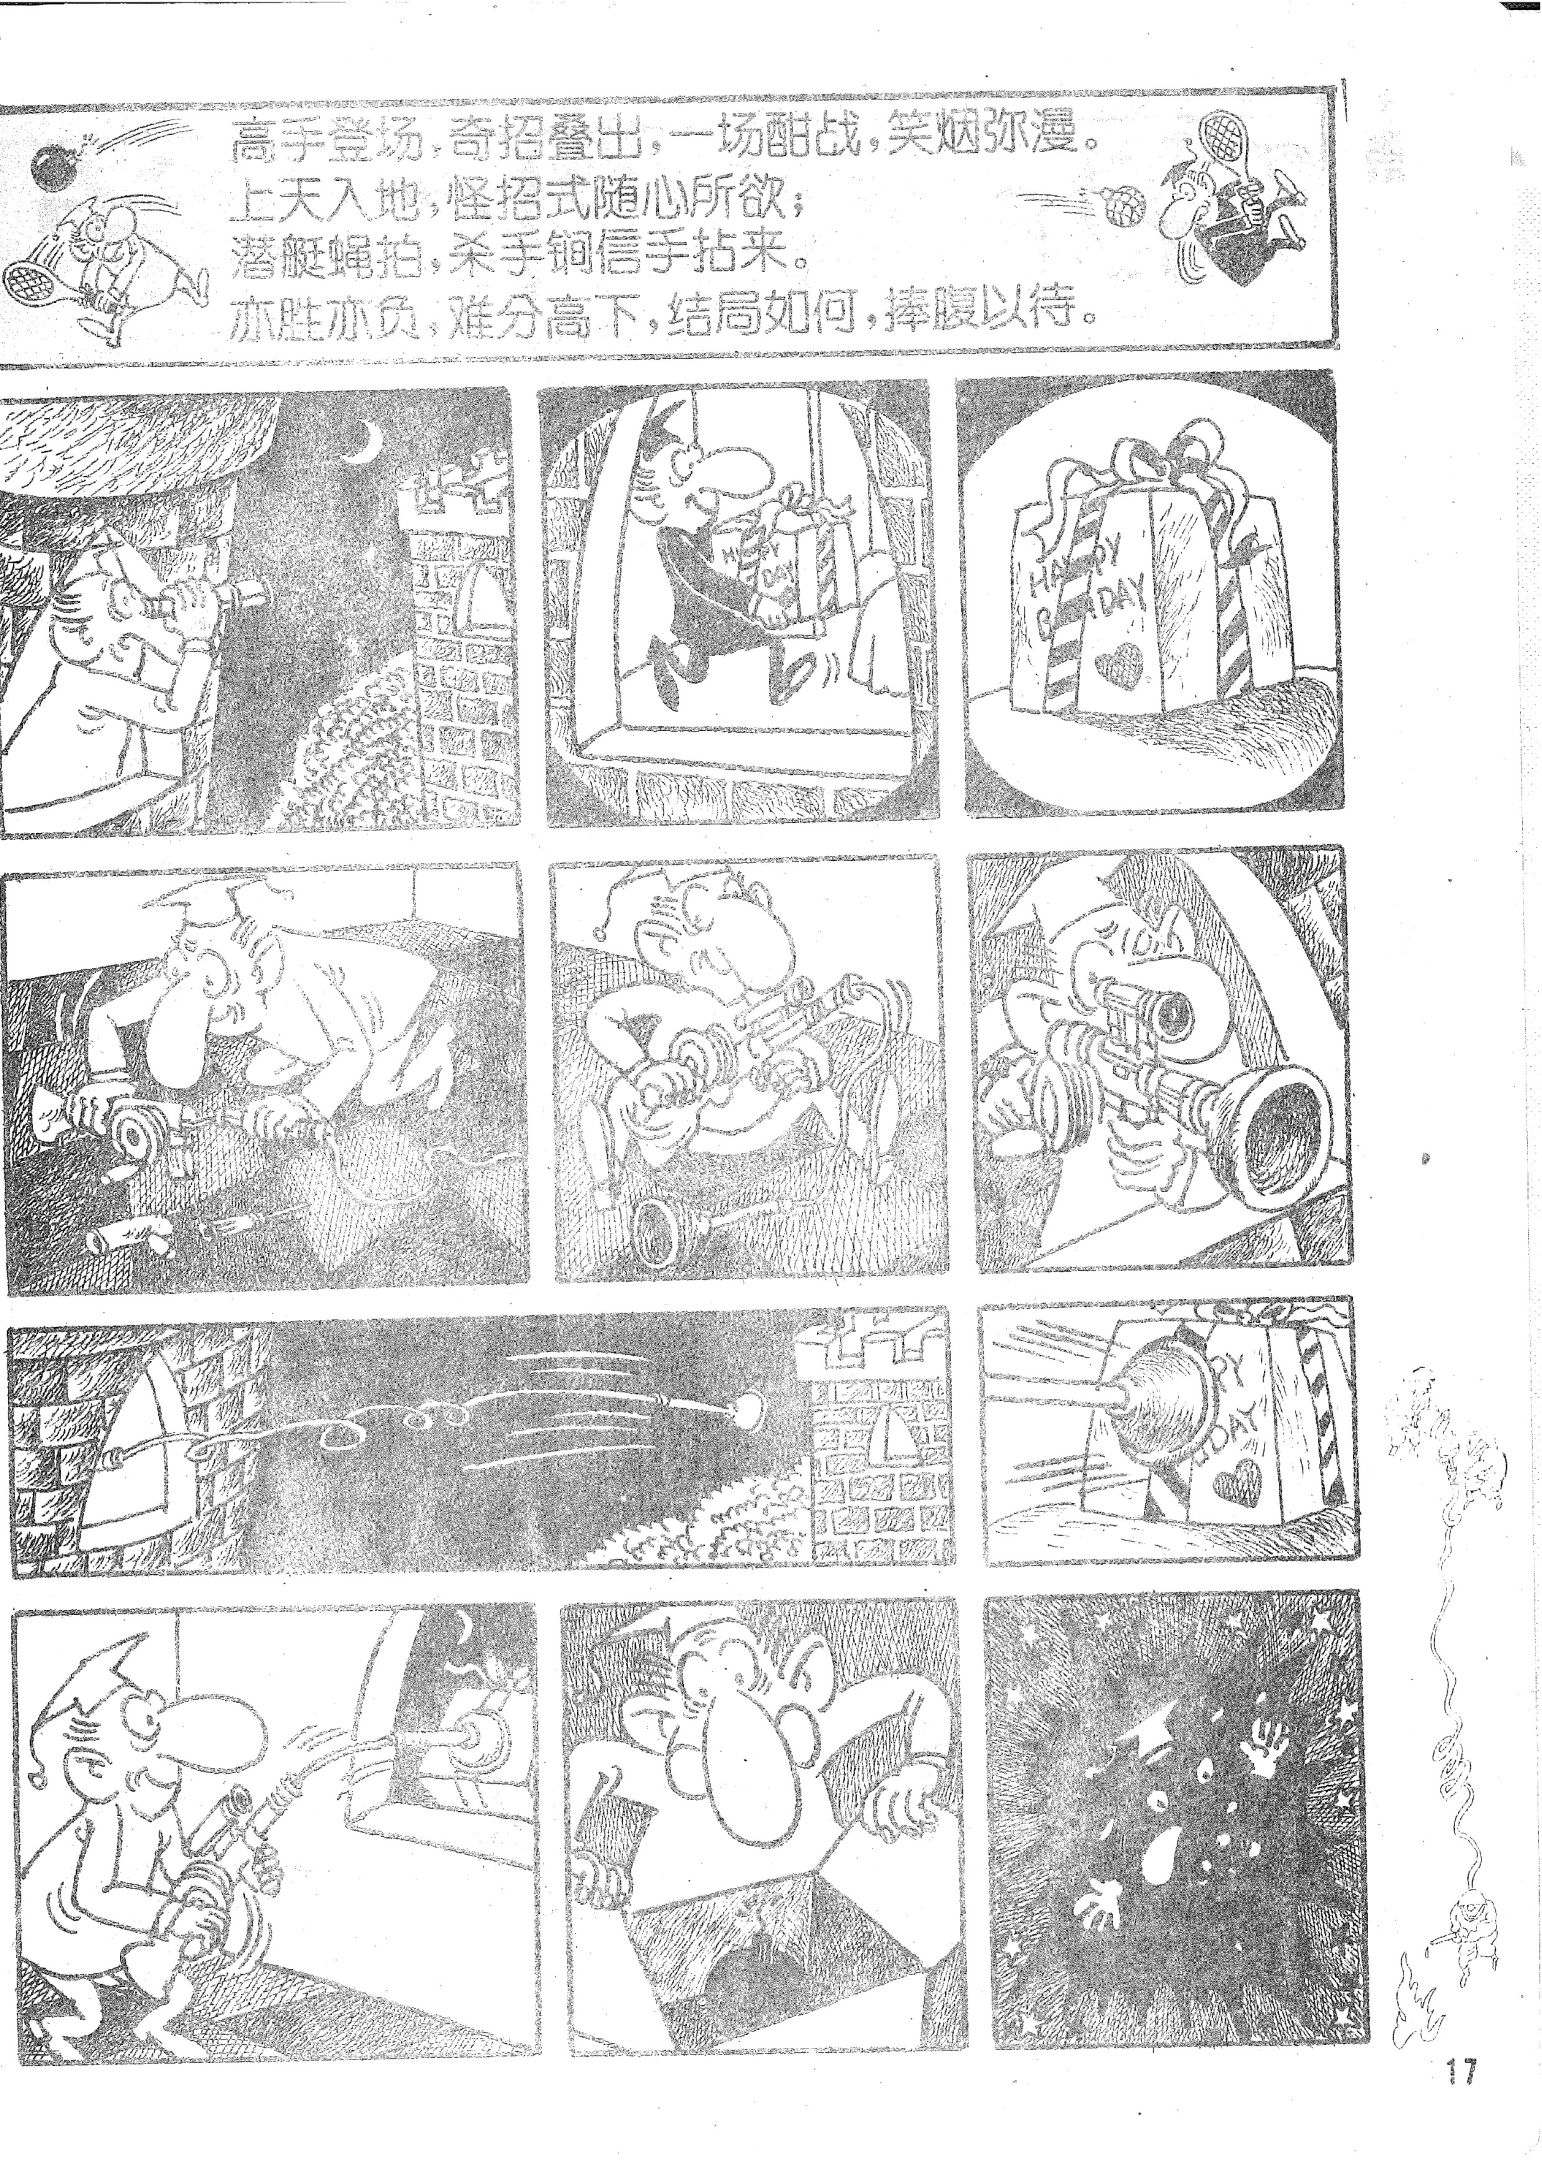 高手登场,奇招叠出,一场酣战,笑烟弥漫。
上天入地,怪招式随心所欲;
潜艇蝇拍,杀手锏信手拈来。
亦胜亦负,难分高下,结局如何,捧腹以待。
DAY
HAPPY
DAY
PY
DAY
17